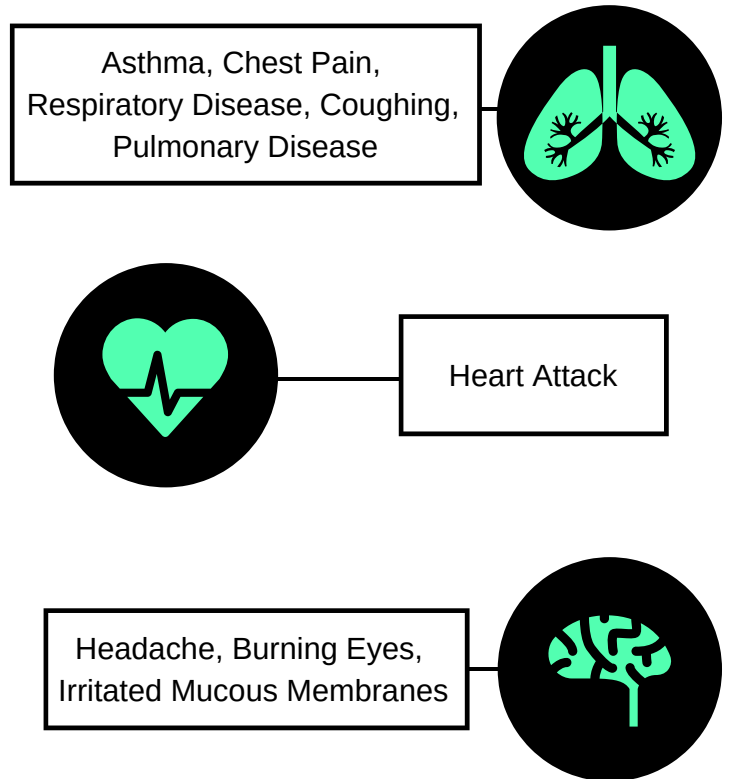 Asthma, Chest Pain,
Respiratory Disease, Coughing,
Pulmonary Disease
Heart Attack
Headache, Burning Eyes,
Irritated Mucous Membranes